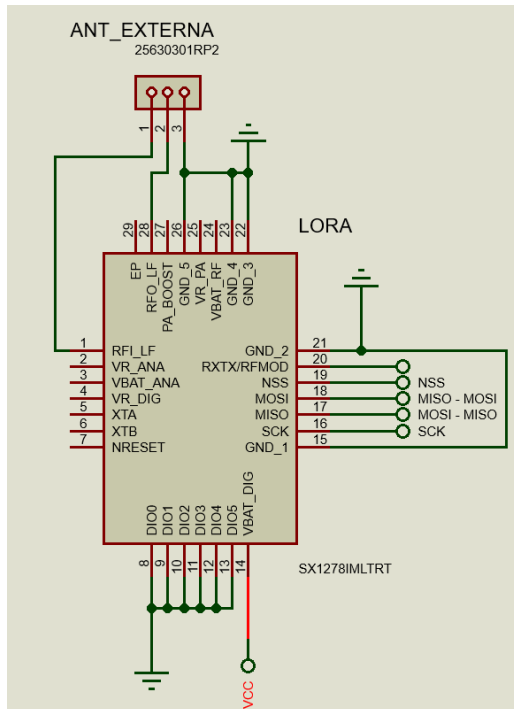 ANT_EXTERNA
25630301RP2
1
2
3
LORA
29
28
27
26
25
24
23
22
EP
RFO_LF
PA_BOOST
GND_5
VR_PA
VBAT_RF
GND_4
GND_3
1 RFI_LF
2 VR_ANA
3 VBAT_ANA
4 VR_DIG
5 XTA
6 XTB
7 NRESET
GND_2 21
RXTX/RFMOD 20
NSS 19 NSS
MOSI 18 MISO - MOSI
MISO 17 MOSI - MISO
SCK 16 SCK
GND_1 15
DIO0
DIO1
DIO2
DIO3
DIO4
DIO5
VBAT_DIG
8
9
10
11
12
13
14
SX1278IMLTRT
VCC